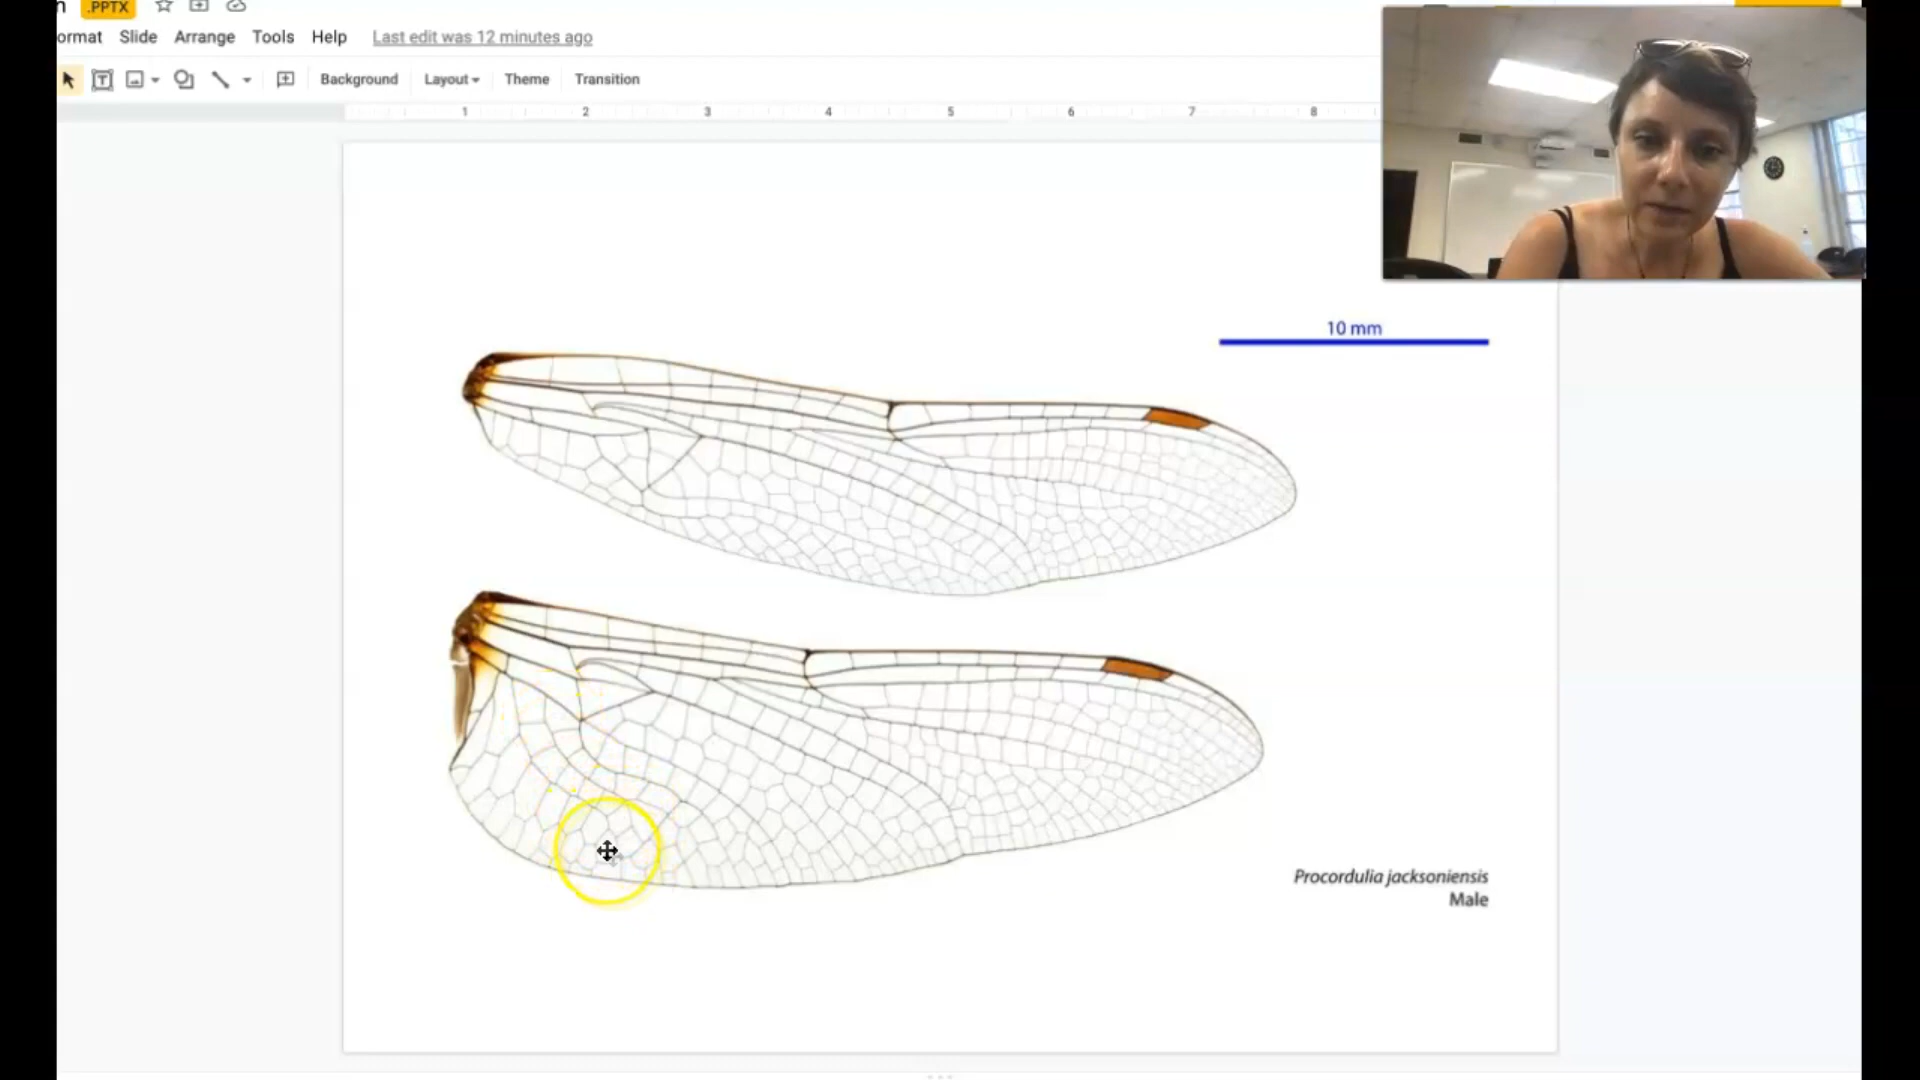 n .PPTX
ormat Slide Arrange Tools Help Last edit was 12 minutes ago
Background Layout Theme Transition
1 2 3 4 5 6 7 8
10 mm
Procordulia jacksoniensis
Male